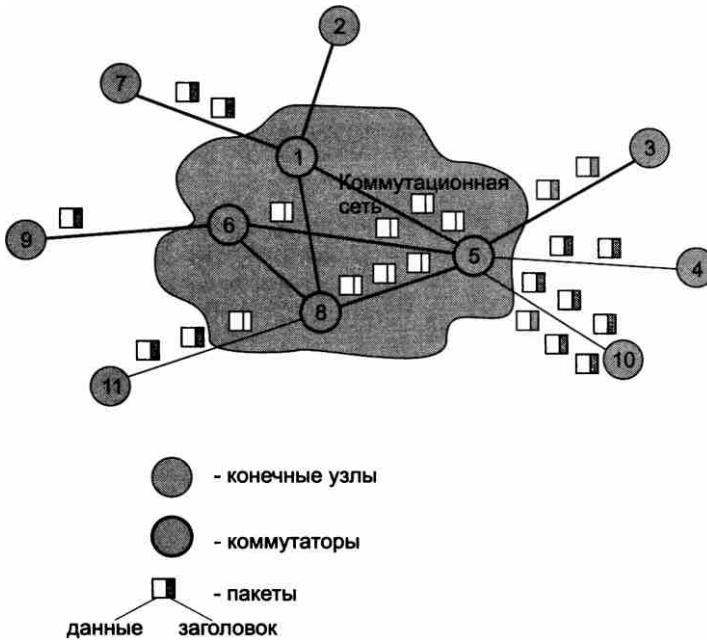 2
7
1
3
Коммутационная
сеть
6
9
5
4
8
10
11
- конечные узлы
- коммутаторы
- пакеты
данные заголовок